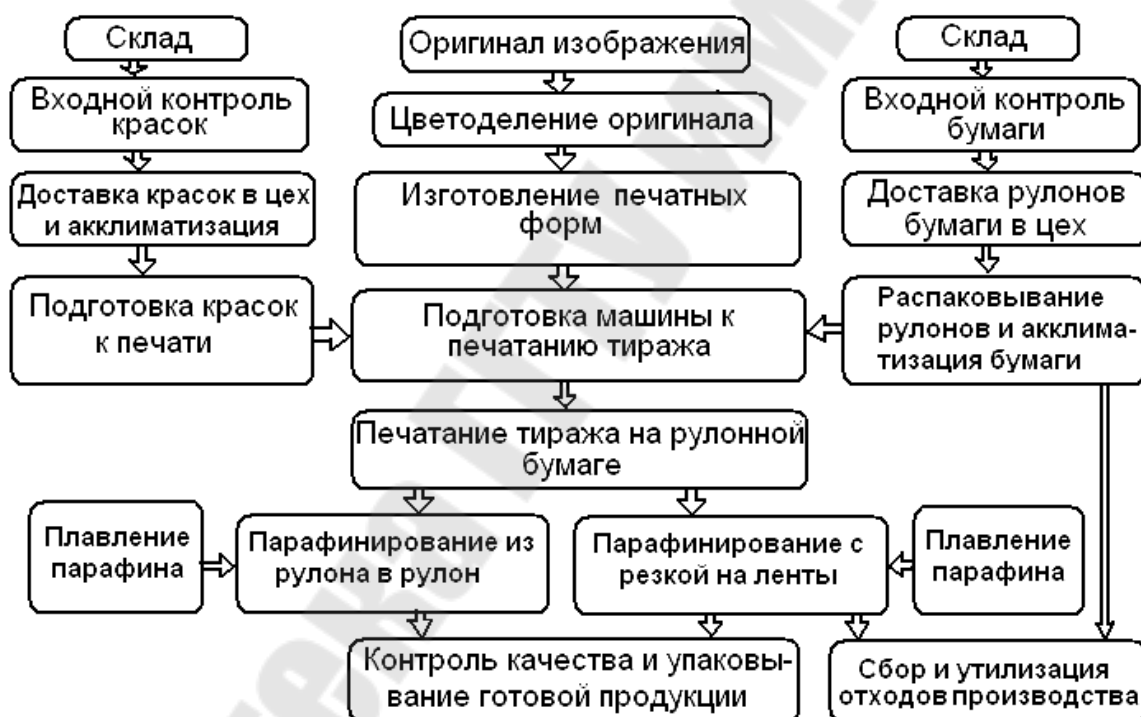 Склад
Оригинал изображения
Склад
Входной контроль
красок
Цветоделение оригинала
Входной контроль
бумаги
Доставка красок в цех
и акклиматизация
Изготовление печатных
форм
Доставка рулонов
бумаги в цех
Подготовка красок
к печати
Подготовка машины к
печатанию тиража
Распаковывание
рулонов и акклима-
тизация бумаги
Печатание тиража на рулонной
бумаге
Плавление
парафина
Парафинирование из
рулона в рулон
Парафинирование с
резкой на ленты
Плавление
парафина
Контроль качества и упаковы-
вание готовой продукции
Сбор и утилизация
отходов производства